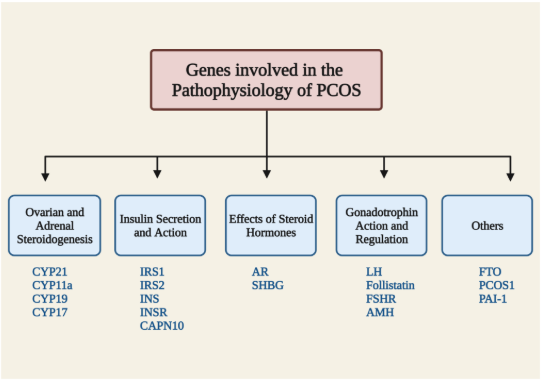 Genes involved in the
Pathophysiology of PCOS
Ovarian and
Adrenal
Steroidogenesis
CYP21
CYP11a
CYP19
CYP17
Insulin Secretion
and Action
IRS1
IRS2
INS
INSR
CAPN10
Effects of Steroid
Hormones
AR
SHBG
Gonadotrophin
Action and
Regulation
LH
Follistatin
FSHR
AMH
Others
FTO
PCOS1
PAI-1